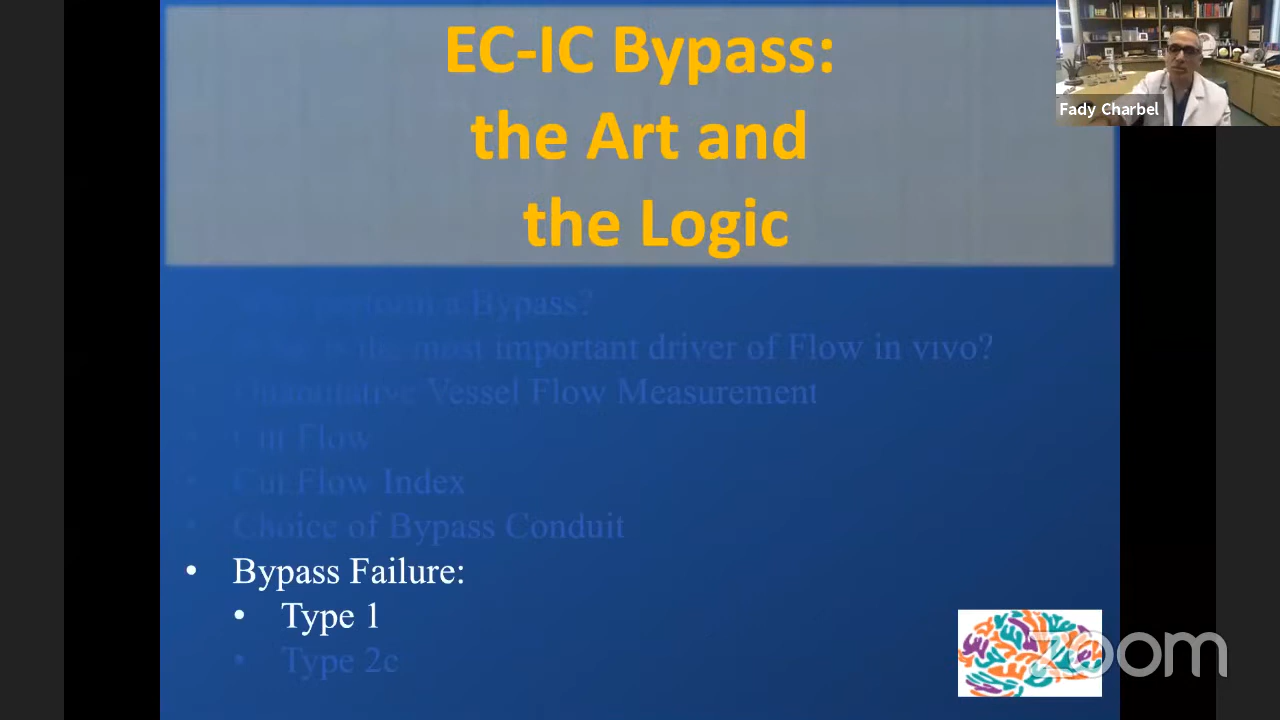 EC-IC Bypass:
the Art and
the Logic
Fady Charbel
perform a Bypass?
is the most important driver of Flow in vivo?
• Quantitative Vessel Flow Measurement
• Cut Flow
• Cut Flow Index
• Choice of Bypass Conduit
• Bypass Failure:
• Type 1
• Type 2c
zoom